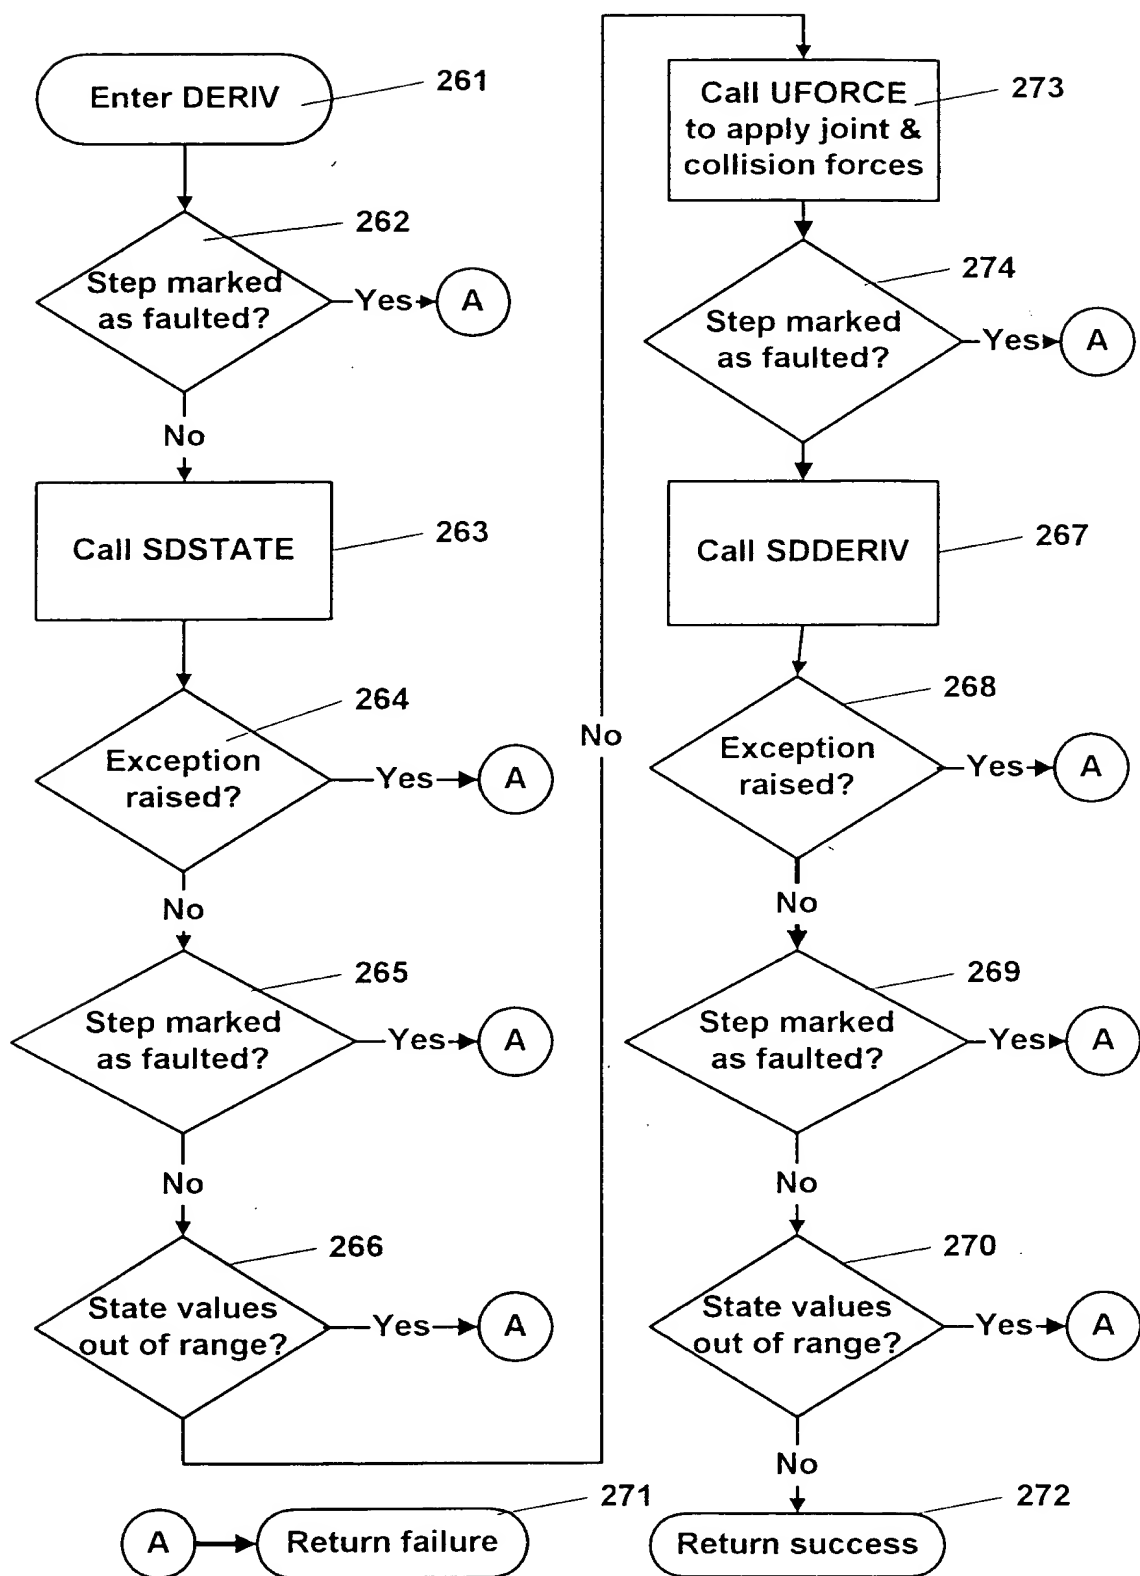 Enter DERIV
261
262
Step marked
as faulted?
Yes
A
No
Call SDSTATE
263
264
Exception
raised?
Yes
A
No
265
Step marked
as faulted?
Yes
A
No
266
State values
out of range?
Yes
A
No
Call UFORCE
to apply joint &
collision forces
273
274
Step marked
as faulted?
Yes
A
Call SDDERIV
267
268
Exception
raised?
Yes
A
No
269
Step marked
as faulted?
Yes
A
No
270
State values
out of range?
Yes
A
No
A
Return failure
271
Return success
272